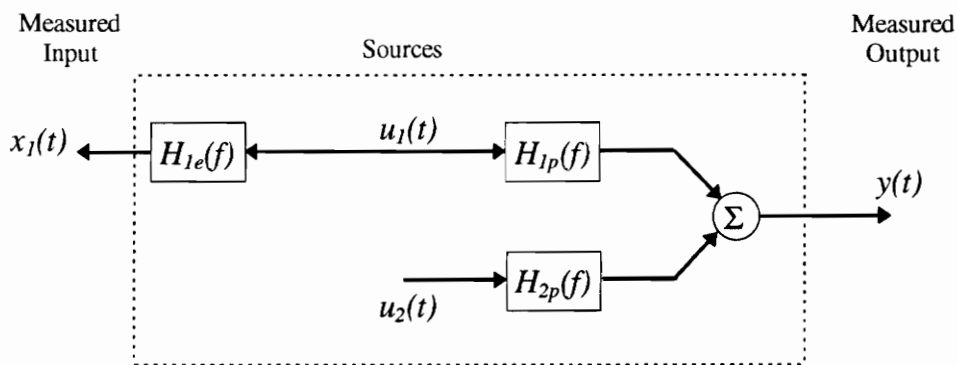 Measured
Input
Sources
Measured
Output
x₁(t)
H₁ₑ(f)
u₁(t)
H₁ₚ(f)
y(t)
Σ
u₂(t)
H₂ₚ(f)